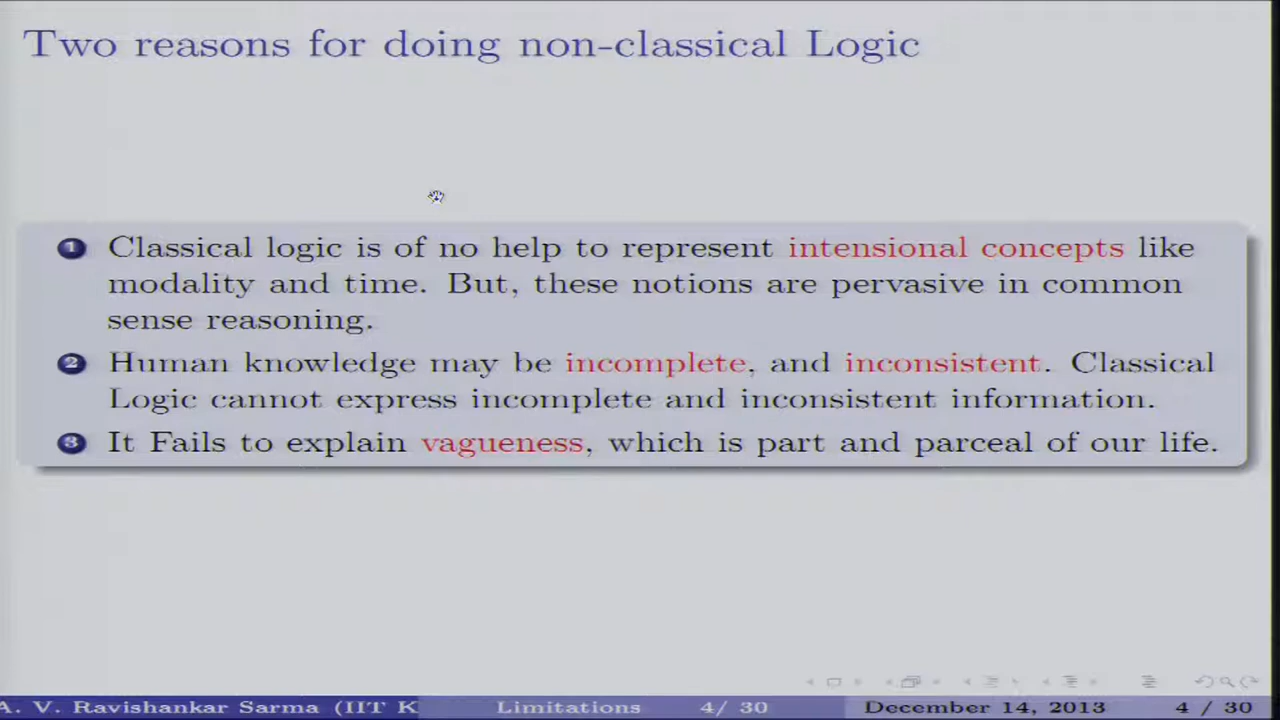 Two reasons for doing non-classical Logic
1 Classical logic is of no help to represent intensional concepts like
modality and time. But, these notions are pervasive in common
sense reasoning.
2 Human knowledge may be incomplete, and inconsistent. Classical
Logic cannot express incomplete and inconsistent information.
3 It Fails to explain vagueness, which is part and parceal of our life.
A. V. Ravishankar Sarma (IIT K Limitations 4/ 30 December 14, 2013 4 / 30